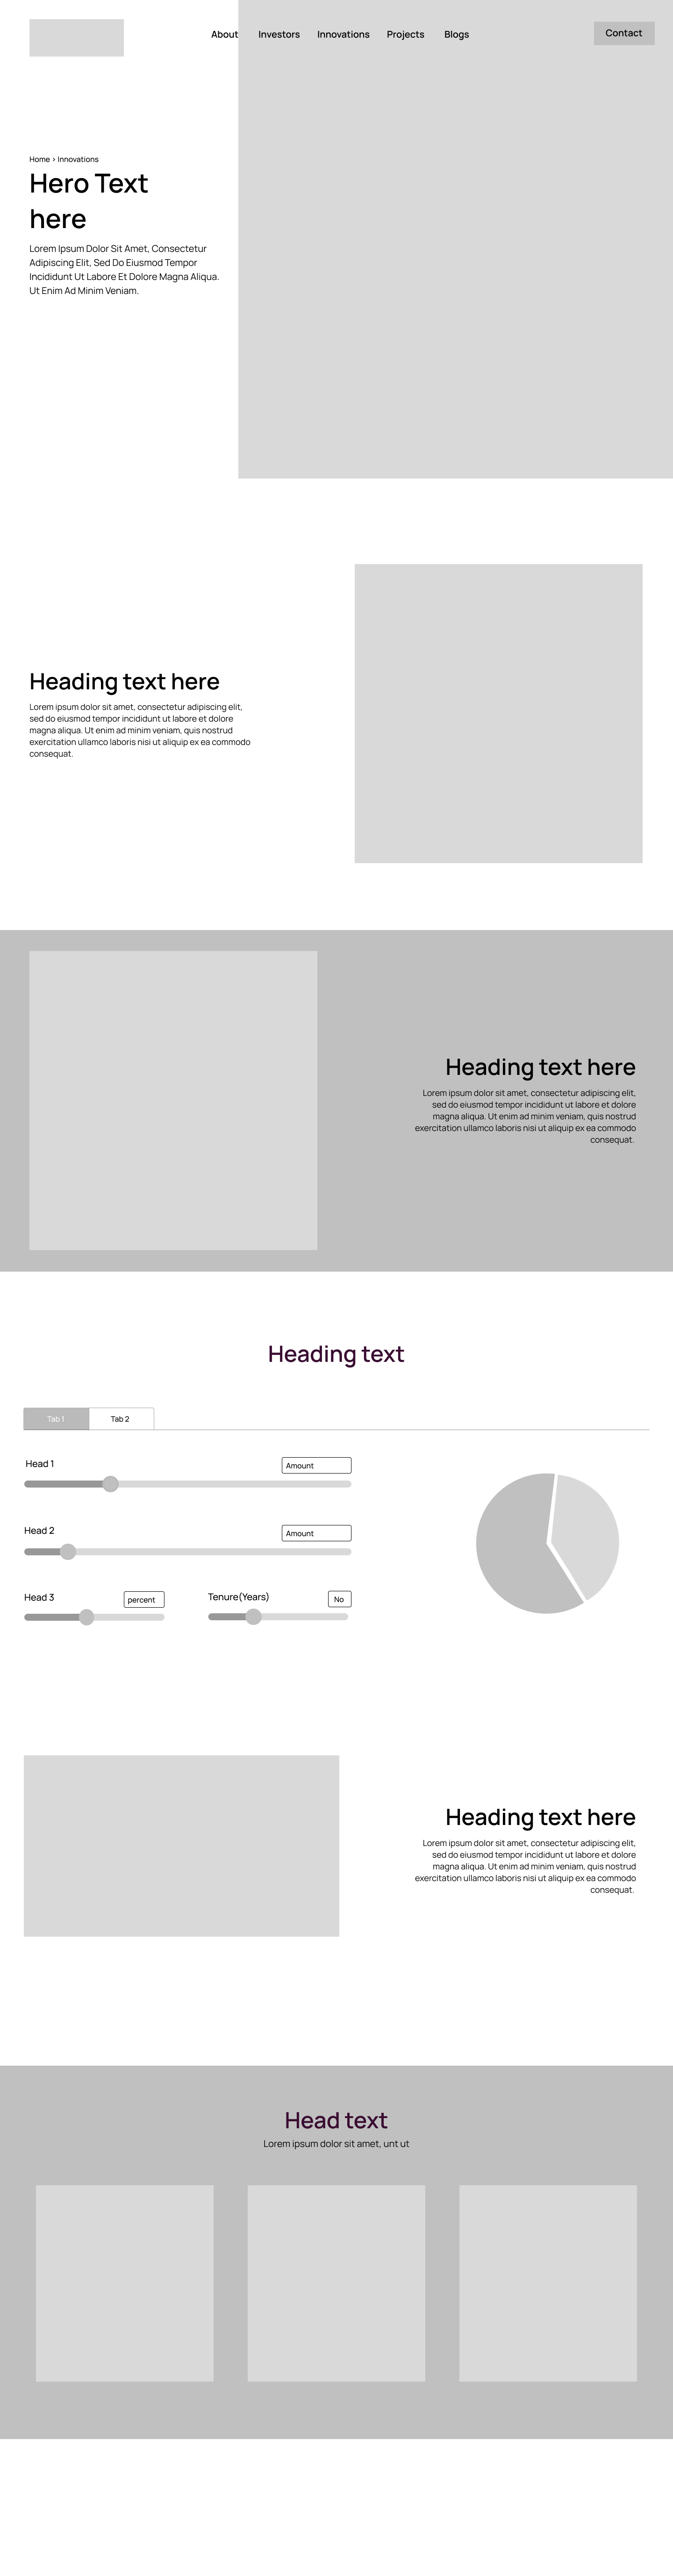 About Investors Innovations Projects Blogs Contact
Home > Innovations
Hero Text
here
Lorem Ipsum Dolor Sit Amet, Consectetur
Adipiscing Elit, Sed Do Eiusmod Tempor
Incididunt Ut Labore Et Dolore Magna Aliqua.
Ut Enim Ad Minim Veniam.
Heading text here
Lorem ipsum dolor sit amet, consectetur adipiscing elit,
sed do eiusmod tempor incididunt ut labore et dolore
magna aliqua. Ut enim ad minim veniam, quis nostrud
exercitation ullamco laboris nisi ut aliquip ex ea commodo
consequat.
Heading text here
Lorem ipsum dolor sit amet, consectetur adipiscing elit,
sed do eiusmod tempor incididunt ut labore et dolore
magna aliqua. Ut enim ad minim veniam, quis nostrud
exercitation ullamco laboris nisi ut aliquip ex ea commodo
consequat.
Heading text
Tab 1 Tab 2
Head 1 Amount
Head 2 Amount
Head 3 percent Tenure(Years) No
Heading text here
Lorem ipsum dolor sit amet, consectetur adipiscing elit,
sed do eiusmod tempor incididunt ut labore et dolore
magna aliqua. Ut enim ad minim veniam, quis nostrud
exercitation ullamco laboris nisi ut aliquip ex ea commodo
consequat.
Head text
Lorem ipsum dolor sit amet, unt ut